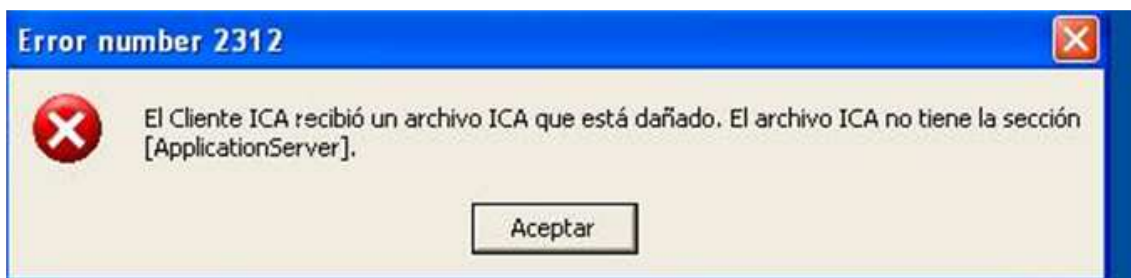 Error number 2312
El Cliente ICA recibió un archivo ICA que está dañado. El archivo ICA no tiene la sección
[ApplicationServer].
Aceptar